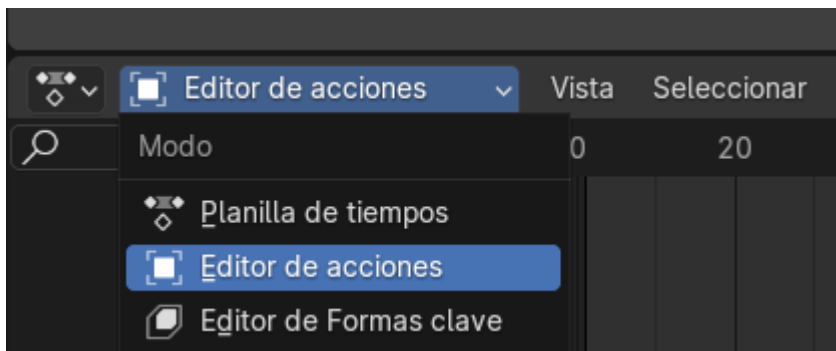 Editor de acciones Vista Seleccionar
Modo 0 20
Planilla de tiempos
Editor de acciones
Editor de Formas clave